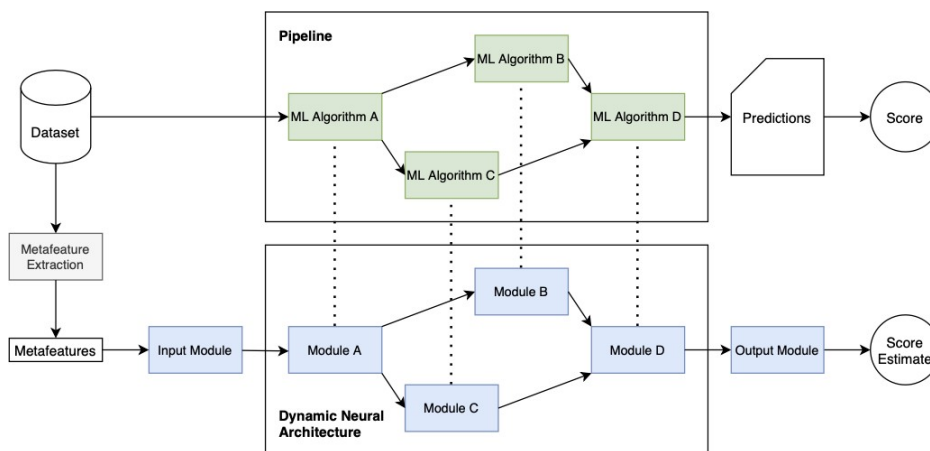 Pipeline
ML Algorithm B
Dataset
ML Algorithm A
ML Algorithm D
Predictions
Score
ML Algorithm C
Metafeature
Extraction
Module B
Metafeatures
Input Module
Module A
Module D
Output Module
Score
Estimate
Module C
Dynamic Neural
Architecture